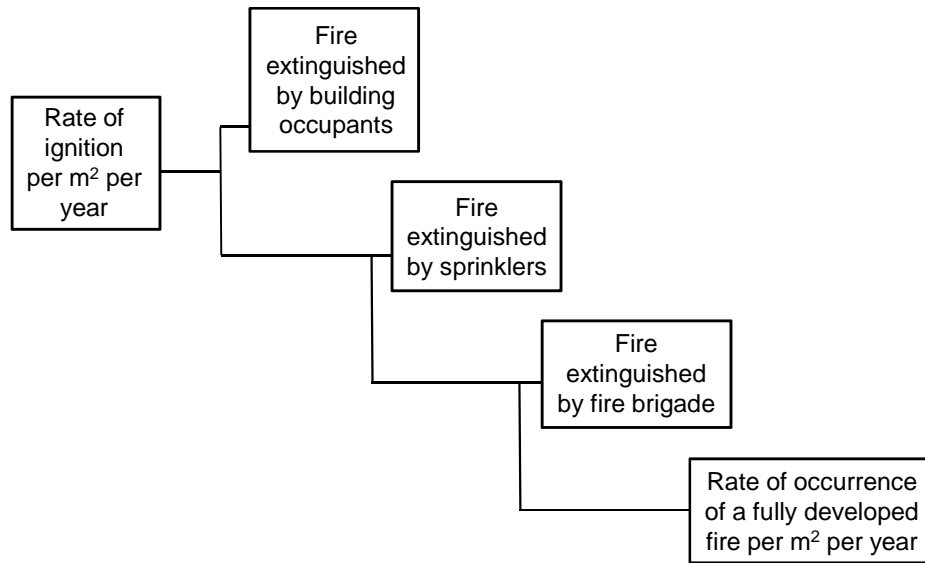 Fire
extinguished
by building
occupants
Rate of
ignition
per m² per
year
Fire
extinguished
by sprinklers
Fire
extinguished
by fire brigade
Rate of occurrence
of a fully developed
fire per m² per year